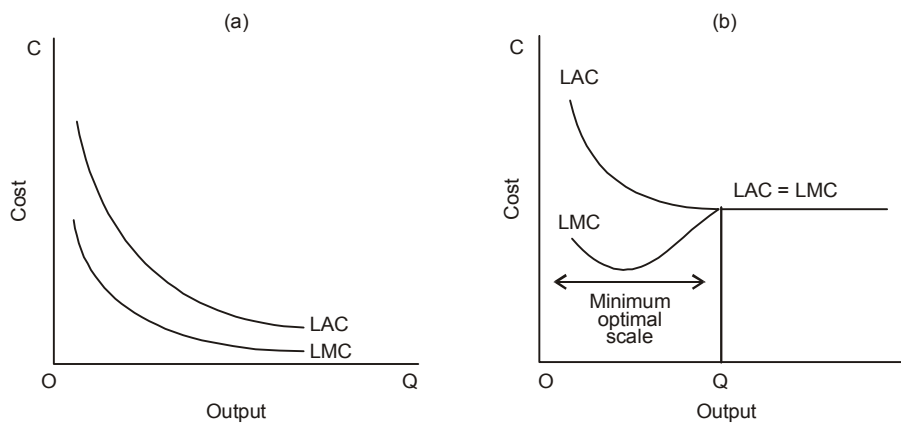 (a)
C
Cost
LAC
LMC
O
Q
Output
(b)
C
LAC
Cost
LAC = LMC
LMC
Minimum
optimal
scale
O
Q
Output